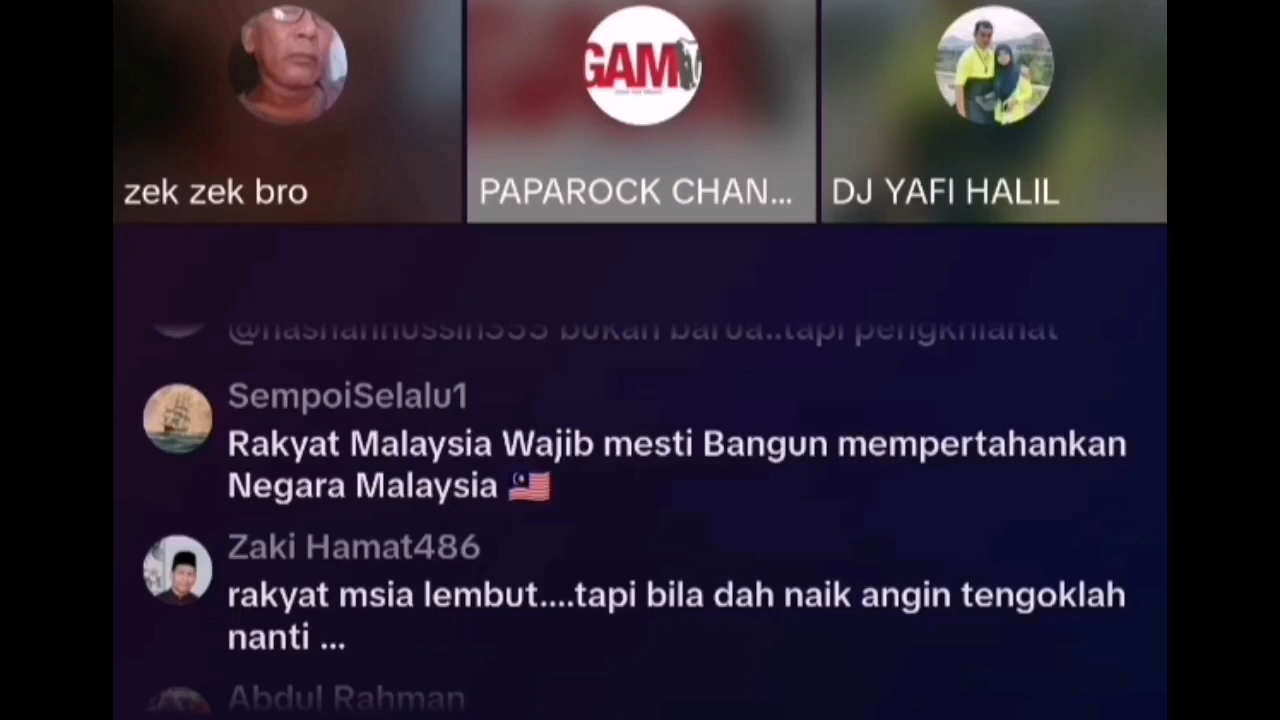 GAM
zek zek bro
PAPAROCK CHAN...
DJ YAFI HALIL
bukan barua..tapi pengkhianat
SempoiSelalu1
Rakyat Malaysia Wajib mesti Bangun mempertahankan
Negara Malaysia 🇲🇾
Zaki Hamat486
rakyat msia lembut....tapi bila dah naik angin tengoklah
nanti ...
Abdul Rahman